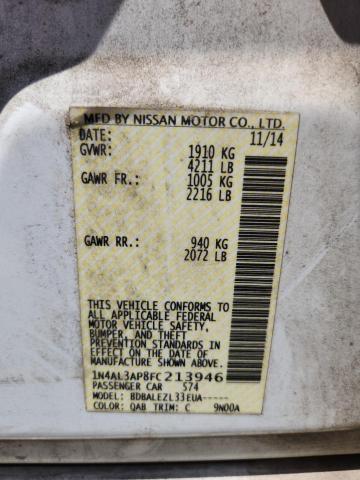 MFD BY NISSAN MOTOR CO., LTD.
DATE: 11/14
GVWR: 1910 KG
4211 LB
GAWR FR.: 1005 KG
2216 LB
GAWR RR.: 940 KG
2072 LB
THIS VEHICLE CONFORMS TO
ALL APPLICABLE FEDERAL
MOTOR VEHICLE SAFETY,
BUMPER, AND THEFT
PREVENTION STANDARDS IN
EFFECT ON THE DATE OF
MANUFACTURE SHOWN ABOVE.
1N4AL3AP8FC213946
PASSENGER CAR 574
MODEL: BDBALEZL33EUA-----
COLOR: QAB TRIM: C 9N00A